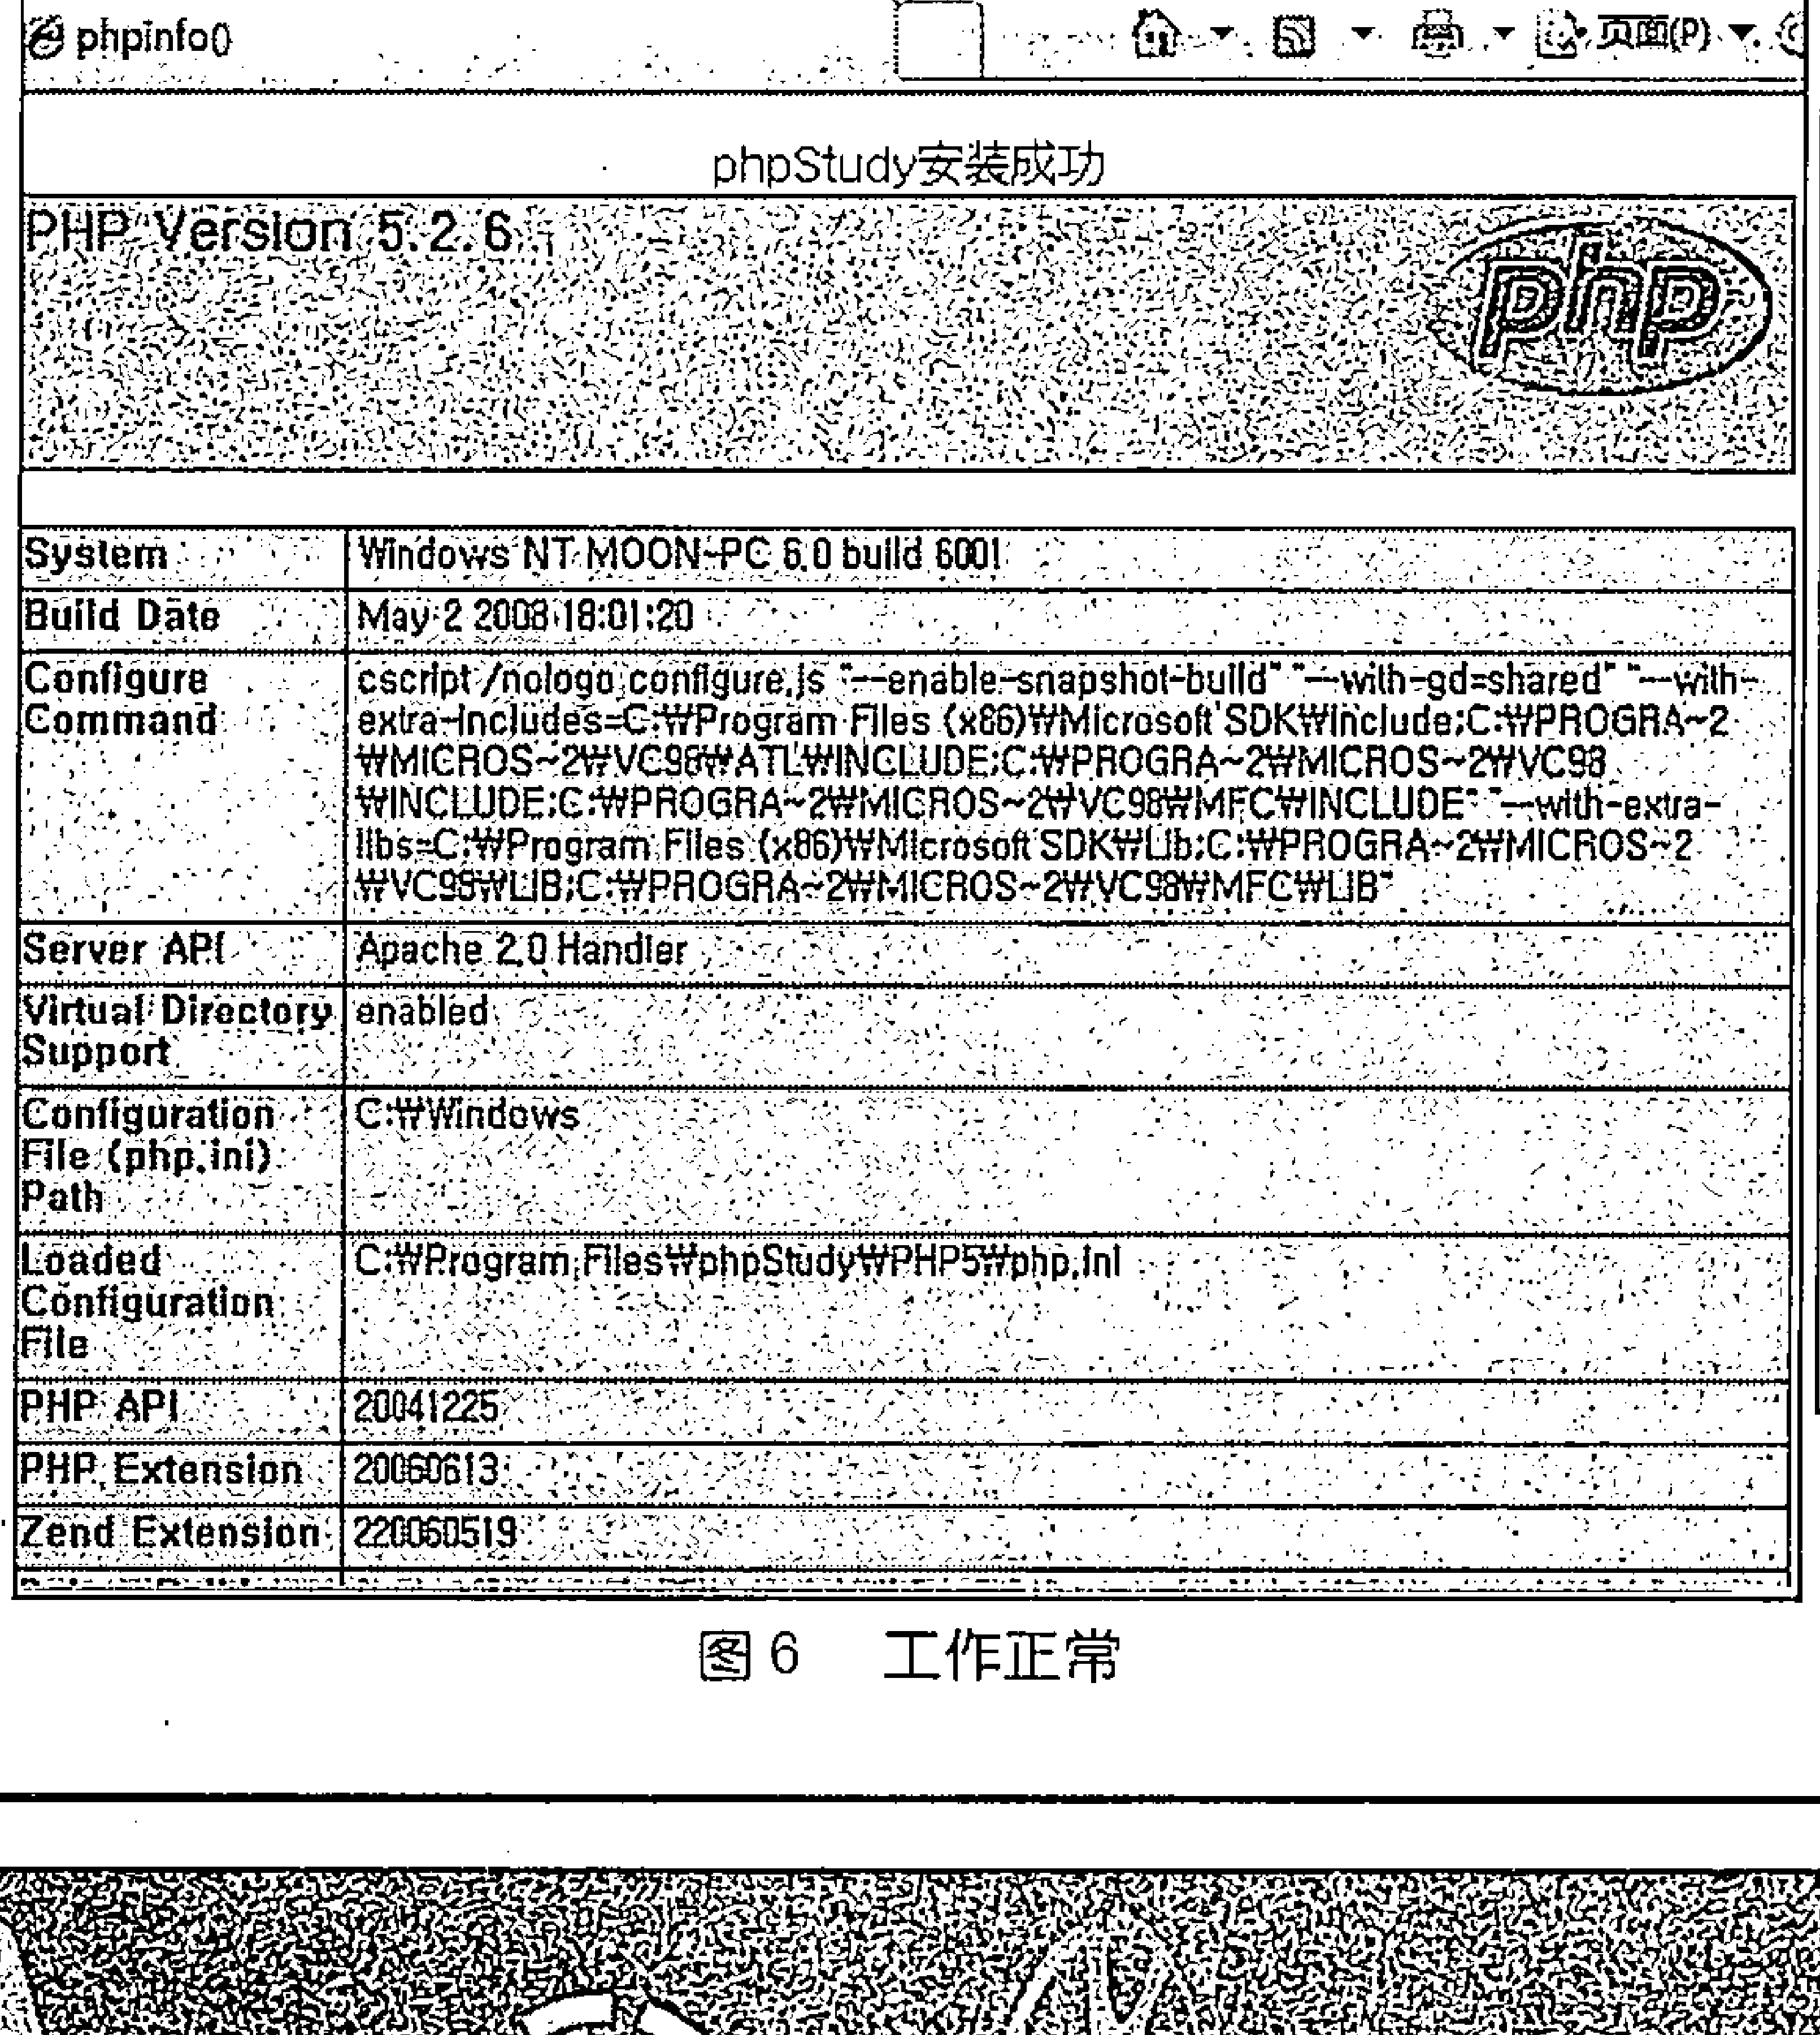 phpinfo()
页面(P)
phpStudy安装成功
PHP Version 5.2.6
php
System Windows NT MOON-PC 6.0 build 6001
Build Date May 2 2008 18:01:20
Configure cscript /nologo configure.js "--enable-snapshot-build" "--with-gd=shared" "--with-
Command extra-includes=C:₩Program Files (x86)₩Microsoft SDK₩Include;C:₩PROGRA~2
₩MICROS~2₩VC98₩ATL₩INCLUDE;C:₩PROGRA~2₩MICROS~2₩VC98
₩INCLUDE;C:₩PROGRA~2₩MICROS~2₩VC98₩MFC₩INCLUDE" "--with-extra-
libs=C:₩Program Files (x86)₩Microsoft SDK₩Lib;C:₩PROGRA~2₩MICROS~2
₩VC98₩LIB;C:₩PROGRA~2₩MICROS~2₩VC98₩MFC₩LIB"
Server API Apache 2.0 Handler
Virtual Directory enabled
Support
Configuration C:₩Windows
File (php.ini)
Path
Loaded C:₩Program Files₩phpStudy₩PHP5₩php.ini
Configuration
File
PHP API 20041225
PHP Extension 20060613
Zend Extension 220060519
图 6 工作正常